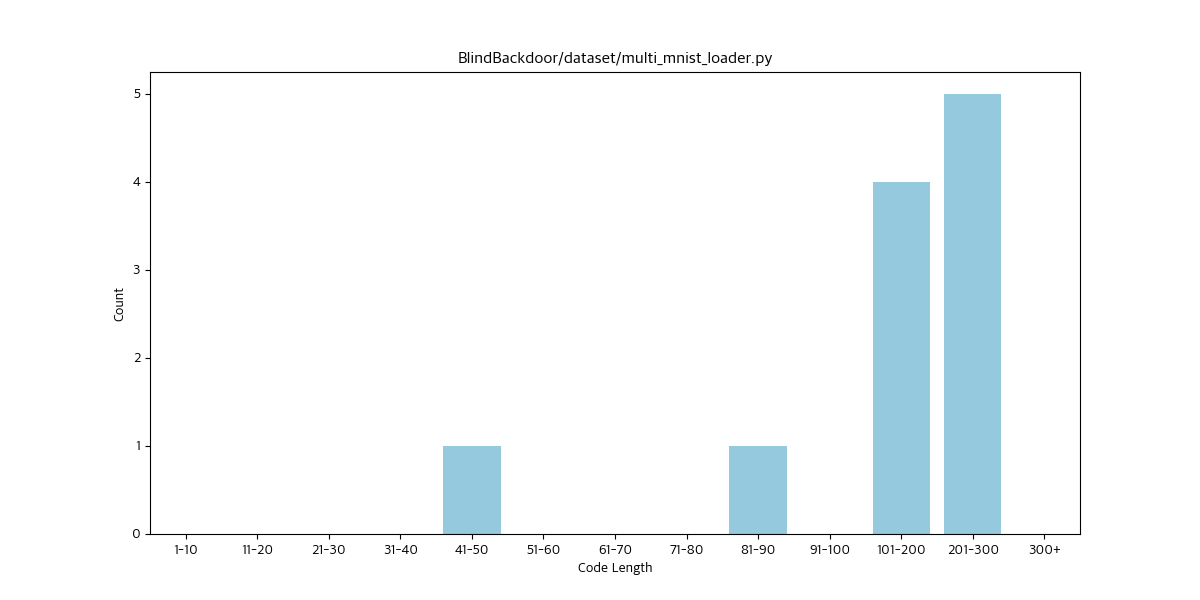 BlindBackdoor/dataset/multi_mnist_loader.py
5
4
3
2
1
0
Count
1-10 11-20 21-30 31-40 41-50 51-60 61-70 71-80 81-90 91-100 101-200 201-300 300+
Code Length